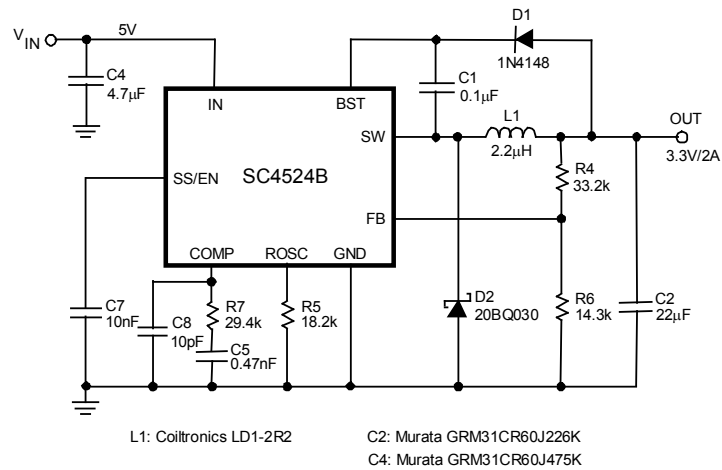 V IN
5V
C4
4.7μF
D1
1N4148
C1
0.1μF
IN
BST
SW
L1
2.2μH
OUT
3.3V/2A
SS/EN
SC4524B
R4
33.2k
FB
COMP
ROSC
GND
C7
10nF
C8
10pF
R7
29.4k
C5
0.47nF
R5
18.2k
D2
20BQ030
R6
14.3k
C2
22μF
L1: Coiltronics LD1-2R2
C2: Murata GRM31CR60J226K
C4: Murata GRM31CR60J475K